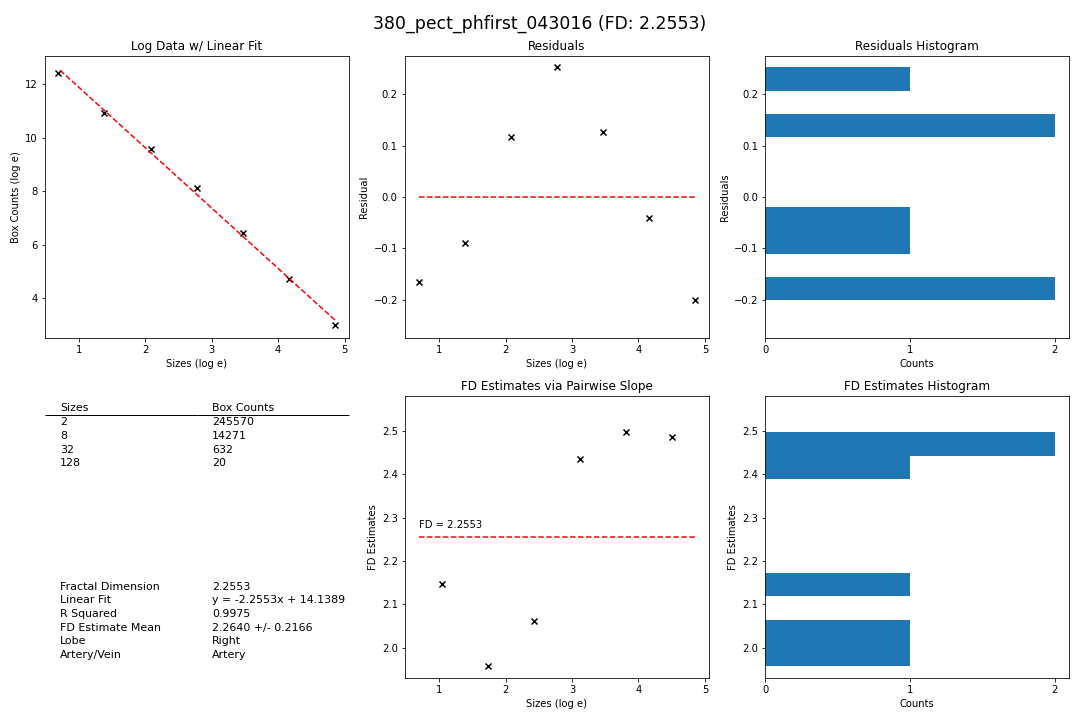 380_pect_phfirst_043016 (FD: 2.2553)
Log Data w/ Linear Fit
Box Counts (log e)
12
10
8
6
4
1 2 3 4 5
Sizes (log e)
Residuals
Residual
0.2
0.1
0.0
−0.1
−0.2
1 2 3 4 5
Sizes (log e)
Residuals Histogram
Residuals
0.2
0.1
0.0
−0.1
−0.2
0 1 2
Counts
Sizes Box Counts
2 245570
8 14271
32 632
128 20
Fractal Dimension 2.2553
Linear Fit y = -2.2553x + 14.1389
R Squared 0.9975
FD Estimate Mean 2.2640 +/- 0.2166
Lobe Right
Artery/Vein Artery
FD Estimates via Pairwise Slope
FD Estimates
2.5
2.4
2.3
2.2
2.1
2.0
FD = 2.2553
1 2 3 4 5
Sizes (log e)
FD Estimates Histogram
FD Estimates
2.5
2.4
2.3
2.2
2.1
2.0
0 1 2
Counts